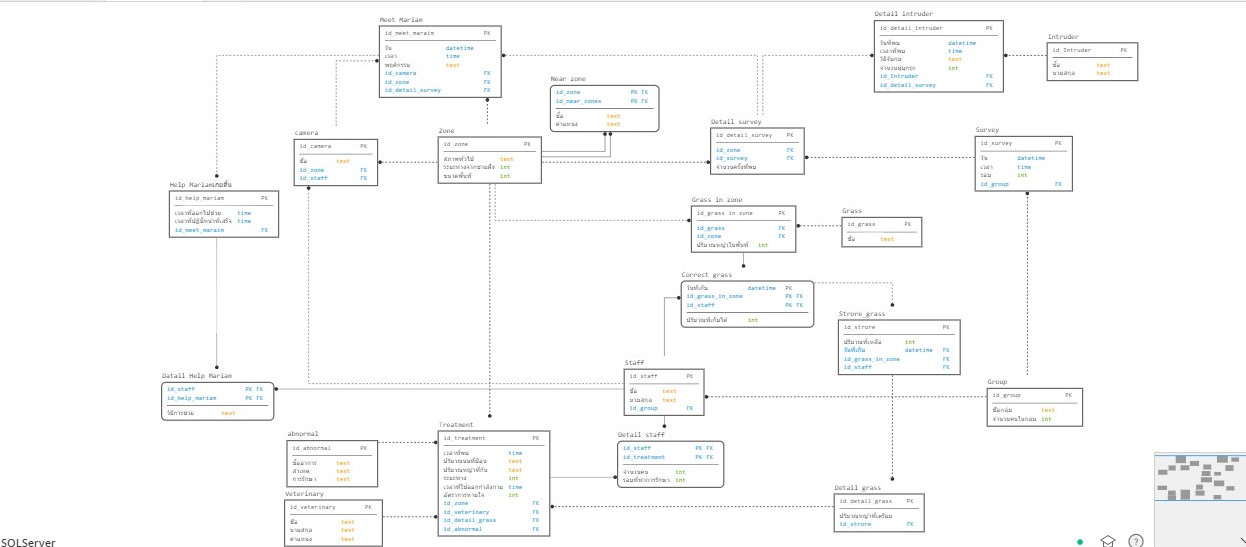 Meet Mariam
id_meet_maraim PK
วัน datetime
เวลา time
พฤติกรรม text
id_camera FK
id_zone FK
id_detail_survey FK
Detail intruder
id_detail_intruder PK
วันที่พบ datetime
เวลาที่พบ time
วิธีจับกุม text
จำนวนผู้บุกรุก int
id_Intruder FK
id_detail_survey FK
Intruder
id_Intruder PK
ชื่อ text
นามสกุล text
Near zone
id_zone PK FK
id_near_zones PK FK
ชื่อ text
ตำแหน่ง text
camera
id_camera PK
ชื่อ text
id_zone FK
id_staff FK
Zone
id_zone PK
สภาพทั่วไป text
ระยะห่างจากชายฝั่ง int
ขนาดพื้นที่ int
Detail survey
id_detail_survey PK
id_zone FK
id_survey FK
จำนวนครั้งที่พบ
Survey
id_survey PK
วัน datetime
เวลา time
รอบ int
id_group FK
Help Mariamเกยตื้น
id_help_mariam PK
เวลาที่ออกไปช่วย time
เวลาที่ปฏิบัติหน้าที่เสร็จ time
id_meet_maraim FK
Grass in zone
id_grass in zone PK
id_grass FK
id_zone FK
ปริมาณหญ้าในพื้นที่ int
Grass
id_grass PK
ชื่อ text
Correct grass
วันที่เก็บ datetime PK
id_grass_in_zone PK FK
id_staff PK FK
ปริมาณที่เก็บได้ int
Strore_grass
id_strore PK
ปริมาณที่เหลือ int
วันที่เก็บ datetime FK
id_grass_in_zone FK
id_staff FK
Datail Help Mariam
id_staff PK FK
id_help_mariam PK FK
วิธีการช่วย text
Staff
id_staff PK
ชื่อ text
นามสกุล text
id_group FK
Group
id_group PK
ชื่อกลุ่ม text
จำนวนคนในกลุ่ม int
abnormal
id_abnormal PK
ชื่ออาการ text
สาเหตุ text
การรักษา text
Treatment
id_treatment PK
เวลาที่พบ time
ปริมาณนมที่ป้อน text
ปริมาณหญ้าที่กิน text
ระยะห่าง int
เวลาที่ใช้ออกกำลังกาย time
อัตราการหายใจ int
id_zone FK
id_veterinary FK
id_detail_grass FK
id_abnormal FK
Detail staff
id_staff PK FK
id_treatment PK FK
จำนวนคน int
รอบที่ทำการรักษา int
Veterinary
id_veterinary PK
ชื่อ text
นามสกุล text
ตำแหน่ง text
Detail grass
id_detail_grass PK
ปริมาณหญ้าที่เตรียม
id_strore FK
SOLServer